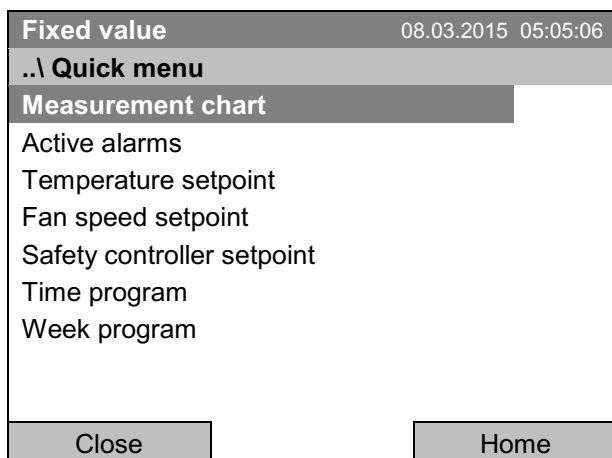 Fixed value 08.03.2015 05:05:06
..\ Quick menu
Measurement chart
Active alarms
Temperature setpoint
Fan speed setpoint
Safety controller setpoint
Time program
Week program
Close Home